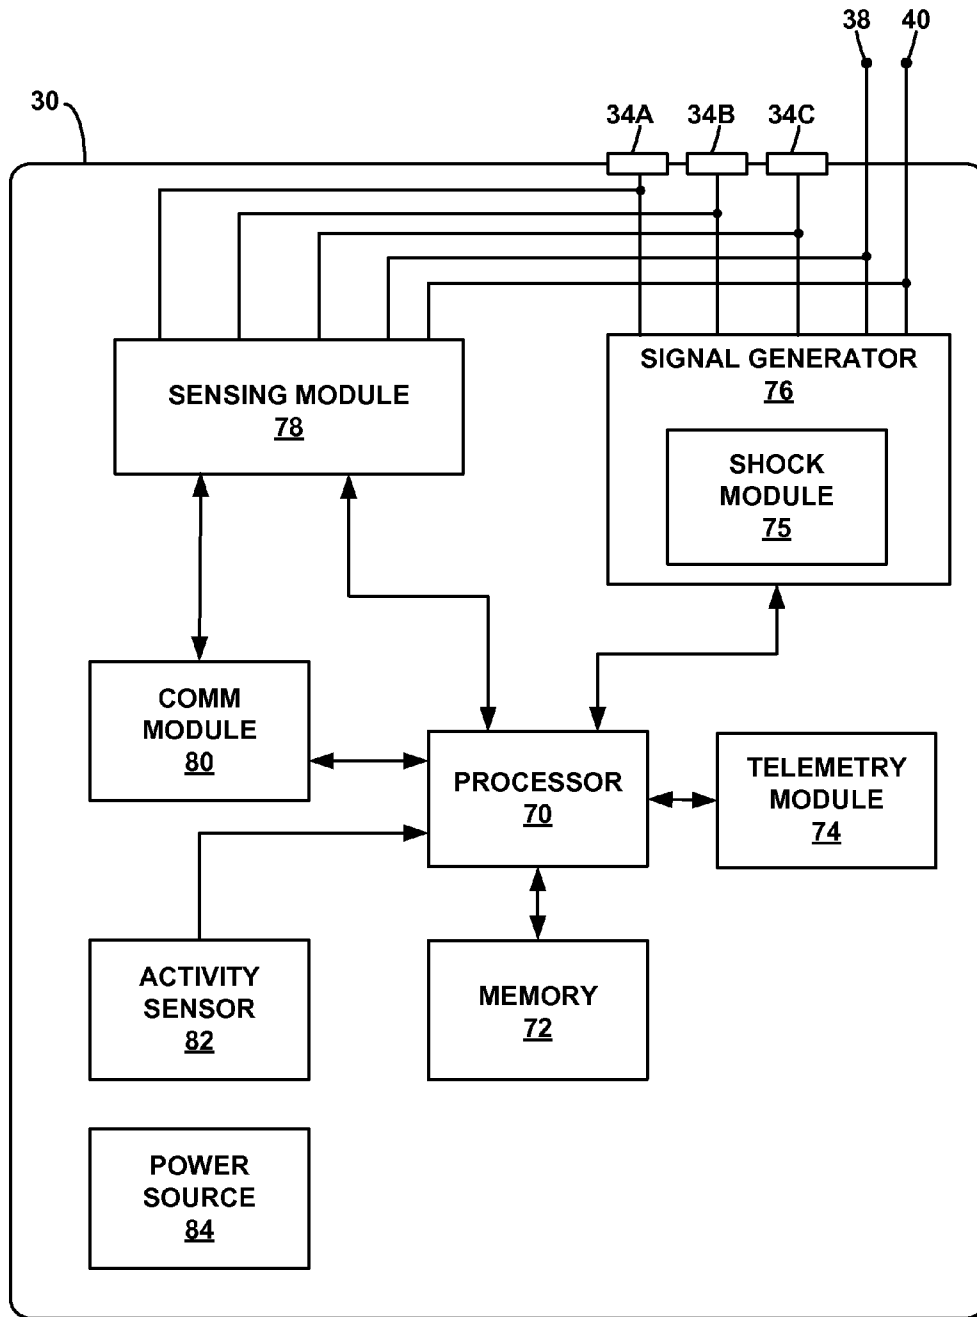 38 40
30
34A 34B 34C
SENSING MODULE
78
SIGNAL GENERATOR
76
SHOCK
MODULE
75
COMM
MODULE
80
PROCESSOR
70
TELEMETRY
MODULE
74
ACTIVITY
SENSOR
82
MEMORY
72
POWER
SOURCE
84